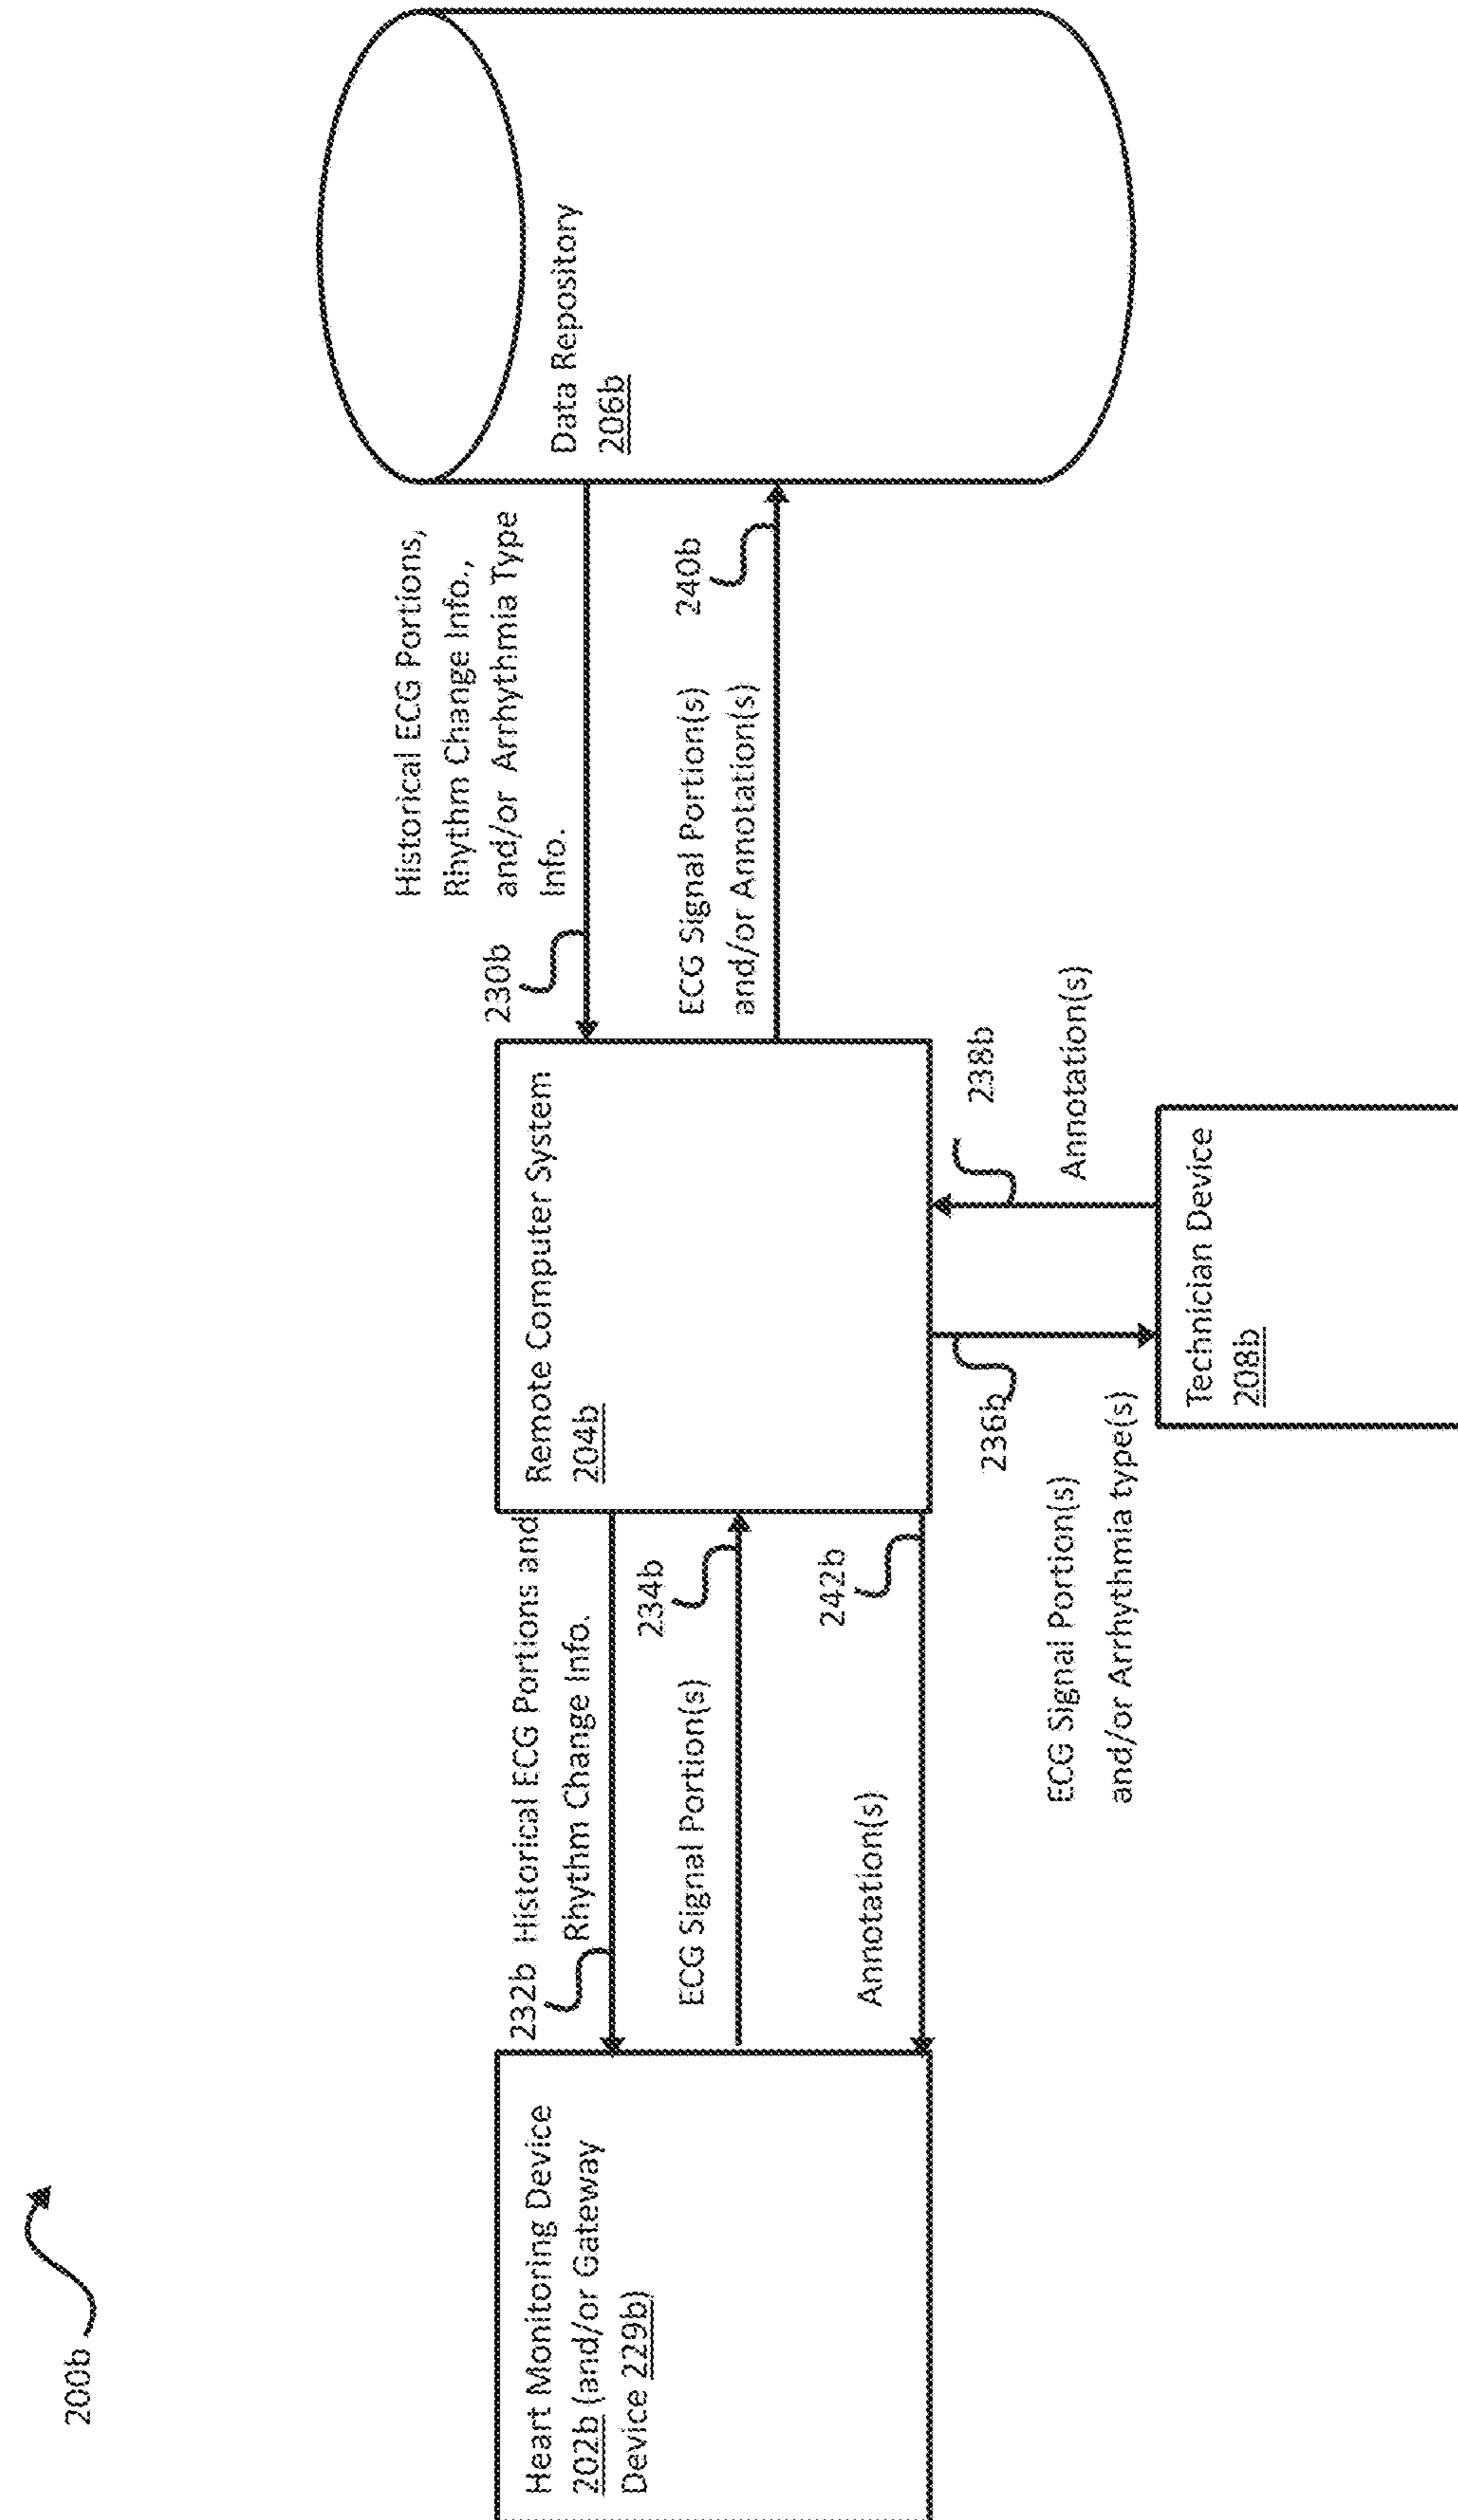 200b
Heart Monitoring Device
202b (and/or Gateway
Device 229b)
232b
Historical ECG Portions and
Rhythm Change Info.
234b
ECG Signal Portion(s)
242b
Annotation(s)
Remote Computer System
204b
230b
Historical ECG Portions,
Rhythm Change Info.,
and/or Arrhythmia Type
Info.
240b
ECG Signal Portion(s)
and/or Annotation(s)
Data Repository
206b
236b
ECG Signal Portion(s)
and/or Arrhythmia type(s)
238b
Annotation(s)
Technician Device
208b